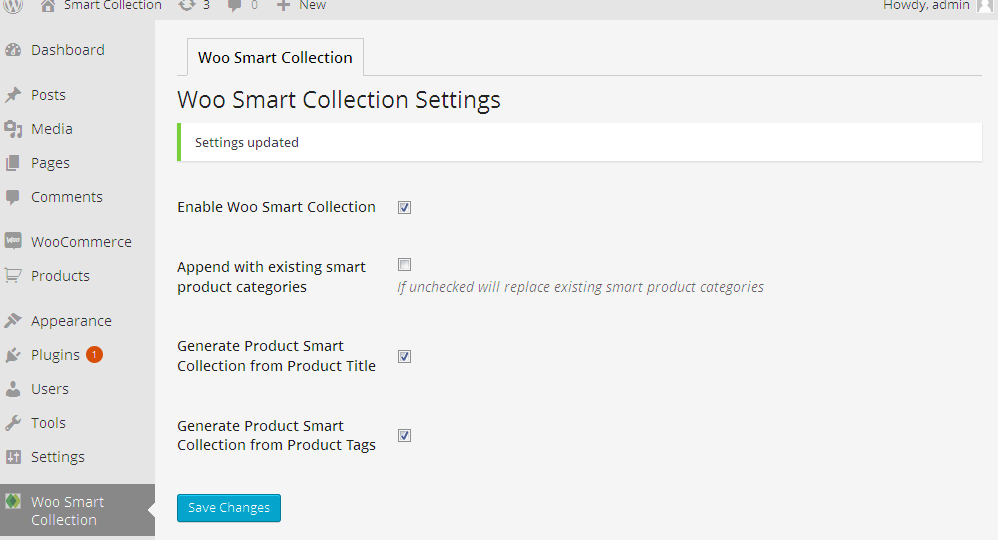 Smart Collection 3 0 New Howdy, admin
Dashboard
Posts
Media
Pages
Comments
WooCommerce
Products
Appearance
Plugins 1
Users
Tools
Settings
Woo Smart
Collection
Woo Smart Collection
Woo Smart Collection Settings
Settings updated
Enable Woo Smart Collection
Append with existing smart
product categories
If unchecked will replace existing smart product categories
Generate Product Smart
Collection from Product Title
Generate Product Smart
Collection from Product Tags
Save Changes